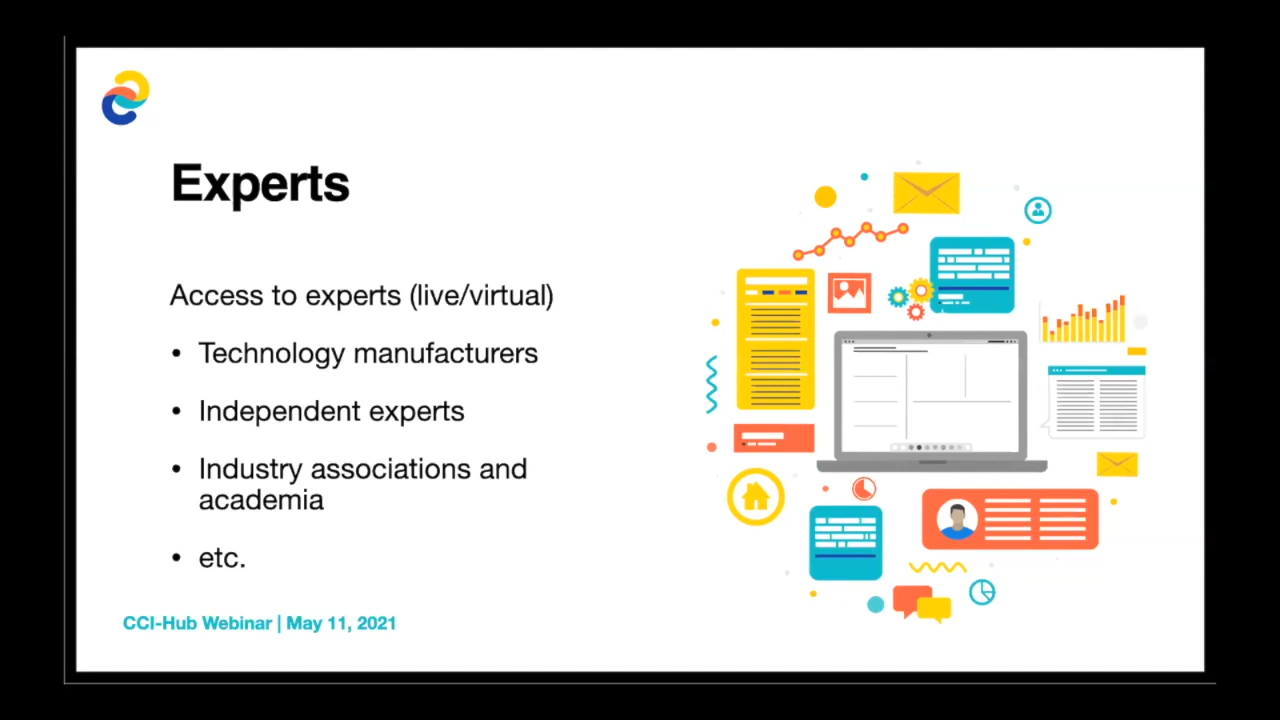 Experts
Access to experts (live/virtual)
• Technology manufacturers
• Independent experts
• Industry associations and
academia
• etc.
CCI-Hub Webinar | May 11, 2021